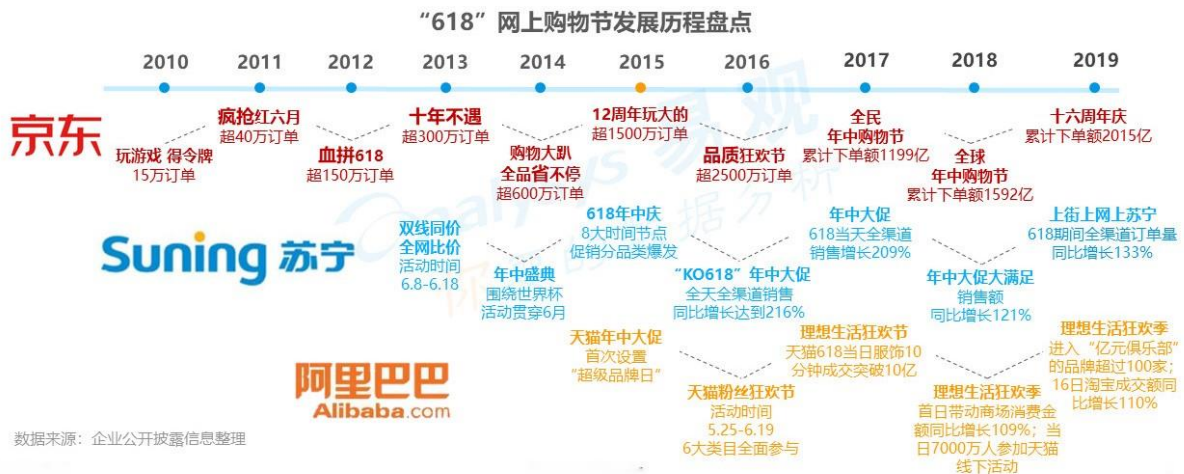 “618”网上购物节发展历程盘点
2010 2011 2012 2013 2014 2015 2016 2017 2018 2019
京东
玩游戏 得令牌
15万订单
疯抢红六月
超40万订单
血拼618
超150万订单
十年不遇
超300万订单
购物大趴
全品省不停
超600万订单
12周年玩大的
超1500万订单
品质狂欢节
超2500万订单
全民
年中购物节
累计下单额1199亿
全球
年中购物节
累计下单额1592亿
十六周年庆
累计下单额2015亿
Suning 苏宁
双线同价
全网比价
活动时间
6.8-6.18
年中盛典
围绕世界杯
活动贯穿6月
618年中庆
8大时间节点
促销分品类爆发
“KO618”年中大促
全天全渠道销售
同比增长达到216%
年中大促
618当天全渠道
销售增长209%
年中大促大满足
销售额
同比增长121%
上街上网上苏宁
618期间全渠道订单量
同比增长133%
阿里巴巴
Alibaba.com
天猫年中大促
首次设置
“超级品牌日”
天猫粉丝狂欢节
活动时间
5.25-6.19
6大类目全面参与
理想生活狂欢节
天猫618当日服饰10
分钟成交突破10亿
理想生活狂欢季
首日带动商场消费金
额同比增长109%；当
日7000万人参加天猫
线下活动
理想生活狂欢季
进入“亿元俱乐部”
的品牌超过100家；
16日淘宝成交额同
比增长110%
数据来源：企业公开披露信息整理
analysys 易观